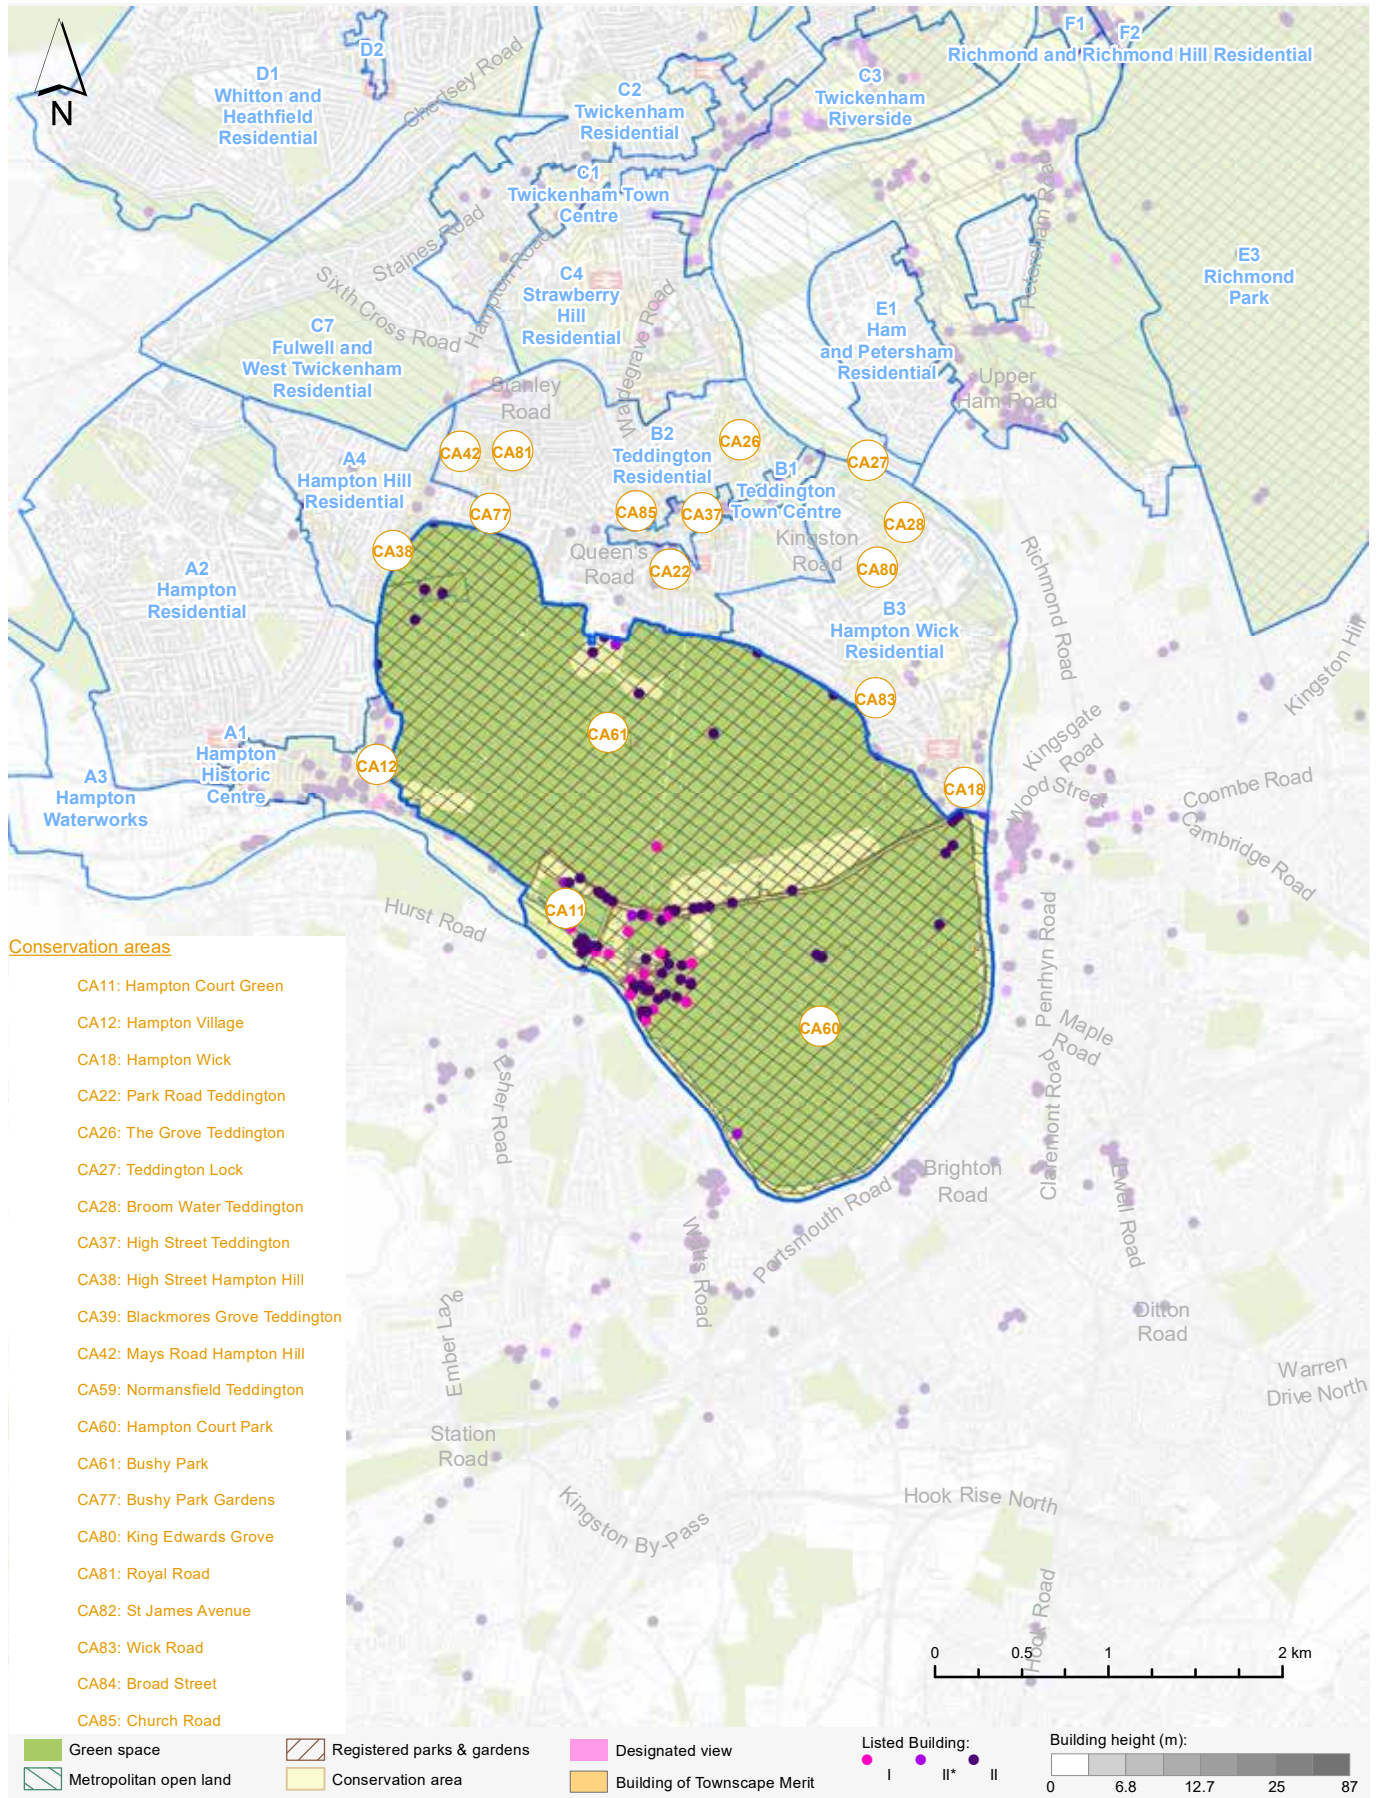 F1
F2
Richmond and Richmond Hill Residential
D2
D1
Whitton and
Heathfield
Residential
Chertsey Road
C2
Twickenham
Residential
C3
Twickenham
Riverside
N
C1
Twickenham Town
Centre
Staines Road
Hampton Road
Petersham Road
E3
Richmond
Park
Sixth Cross Road
C4
Strawberry
Hill
Residential
Waldegrave Road
E1
Ham
and Petersham
Residential
C7
Fulwell and
West Twickenham
Residential
Stanley
Road
Upper
Ham Road
CA42
CA81
CA26
CA27
A4
Hampton Hill
Residential
B2
Teddington
Residential
B1
Teddington
Town Centre
CA77
CA85
CA37
CA28
CA38
Queen's
Road
CA22
Kingston
Road
CA80
Richmond Road
A2
Hampton
Residential
B3
Hampton Wick
Residential
Kingston Hill
CA83
CA61
Kingsgate
Road
A1
Hampton
Historic
Centre
CA12
A3
Hampton
Waterworks
CA18
Wood Street
Coombe Road
Cambridge Road
CA11
Hurst Road
Penrhyn Road
CA60
Maple
Road
Esher Road
Claremont Road
Brighton
Road
Ewell Road
Portsmouth Road
Watts Road
Ember Lane
Ditton
Road
Warren
Drive North
Station
Road
Kingston By-Pass
Hook Rise North
Hook Road
Conservation areas
CA11: Hampton Court Green
CA12: Hampton Village
CA18: Hampton Wick
CA22: Park Road Teddington
CA26: The Grove Teddington
CA27: Teddington Lock
CA28: Broom Water Teddington
CA37: High Street Teddington
CA38: High Street Hampton Hill
CA39: Blackmores Grove Teddington
CA42: Mays Road Hampton Hill
CA59: Normansfield Teddington
CA60: Hampton Court Park
CA61: Bushy Park
CA77: Bushy Park Gardens
CA80: King Edwards Grove
CA81: Royal Road
CA82: St James Avenue
CA83: Wick Road
CA84: Broad Street
CA85: Church Road
0 0.5 1 2 km
Green space
Metropolitan open land
Registered parks & gardens
Conservation area
Designated view
Building of Townscape Merit
Listed Building:
I II* II
Building height (m):
0 6.8 12.7 25 87